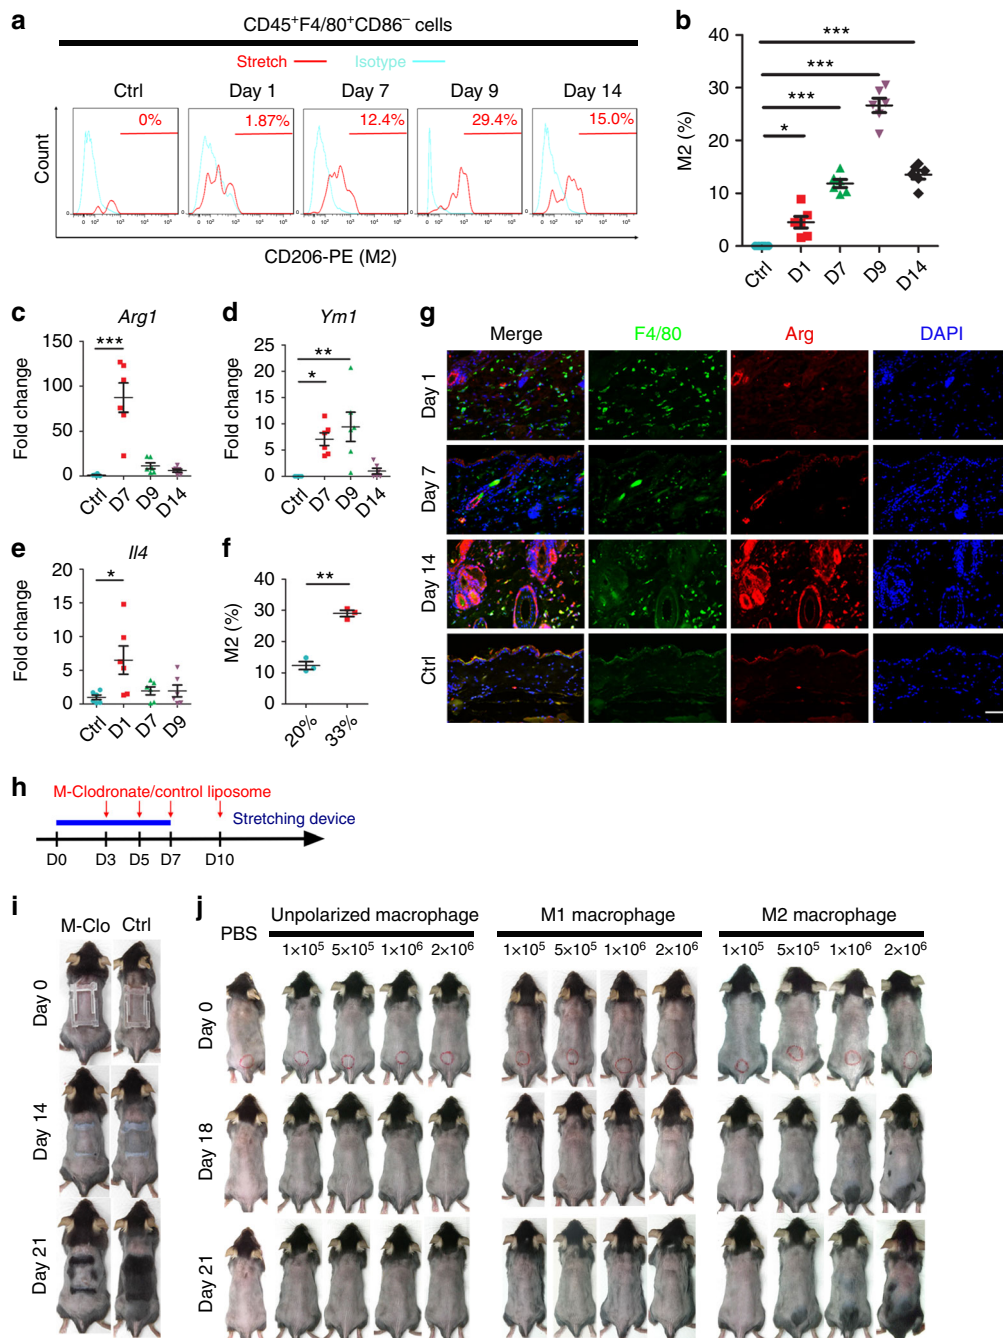 a
CD45⁺F4/80⁺CD86⁻ cells
Stretch Isotype
Ctrl Day 1 Day 7 Day 9 Day 14
0% 1.87% 12.4% 29.4% 15.0%
Count
CD206-PE (M2)
b
*** 
***
***
*
M2 (%)
40
30
20
10
0
Ctrl D1 D7 D9 D14
c
Arg1
***
Fold change
150
100
50
0
Ctrl D7 D9 D14
d
Ym1
**
*
Fold change
25
20
15
10
5
0
Ctrl D7 D9 D14
e
Il4
*
Fold change
20
15
10
5
0
Ctrl D1 D7 D9
f
**
M2 (%)
40
30
20
10
0
20% 33%
g
Merge F4/80 Arg DAPI
Day 1
Day 7
Day 14
Ctrl
h
M-Clodronate/control liposome
Stretching device
D0 D3 D5 D7 D10
i
M-Clo Ctrl
Day 0
Day 14
Day 21
j
PBS Unpolarized macrophage M1 macrophage M2 macrophage
1×10⁵ 5×10⁵ 1×10⁶ 2×10⁶ 1×10⁵ 5×10⁵ 1×10⁶ 2×10⁶ 1×10⁵ 5×10⁵ 1×10⁶ 2×10⁶
Day 0
Day 18
Day 21